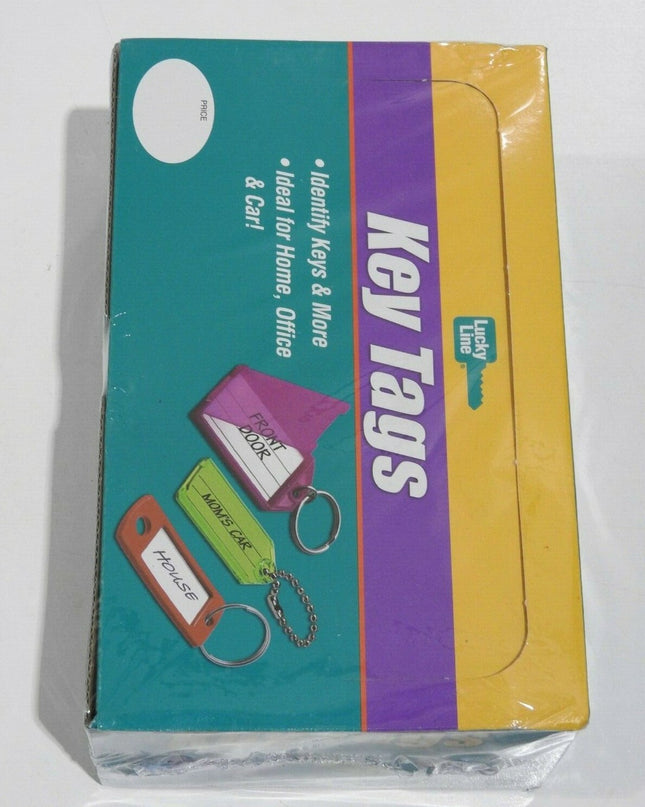 Lucky
Line
Key Tags
• Identify Keys & More
• Ideal for Home, Office
& Car!
PRICE
FRONT
DOOR
MOM'S CAR
HOUSE